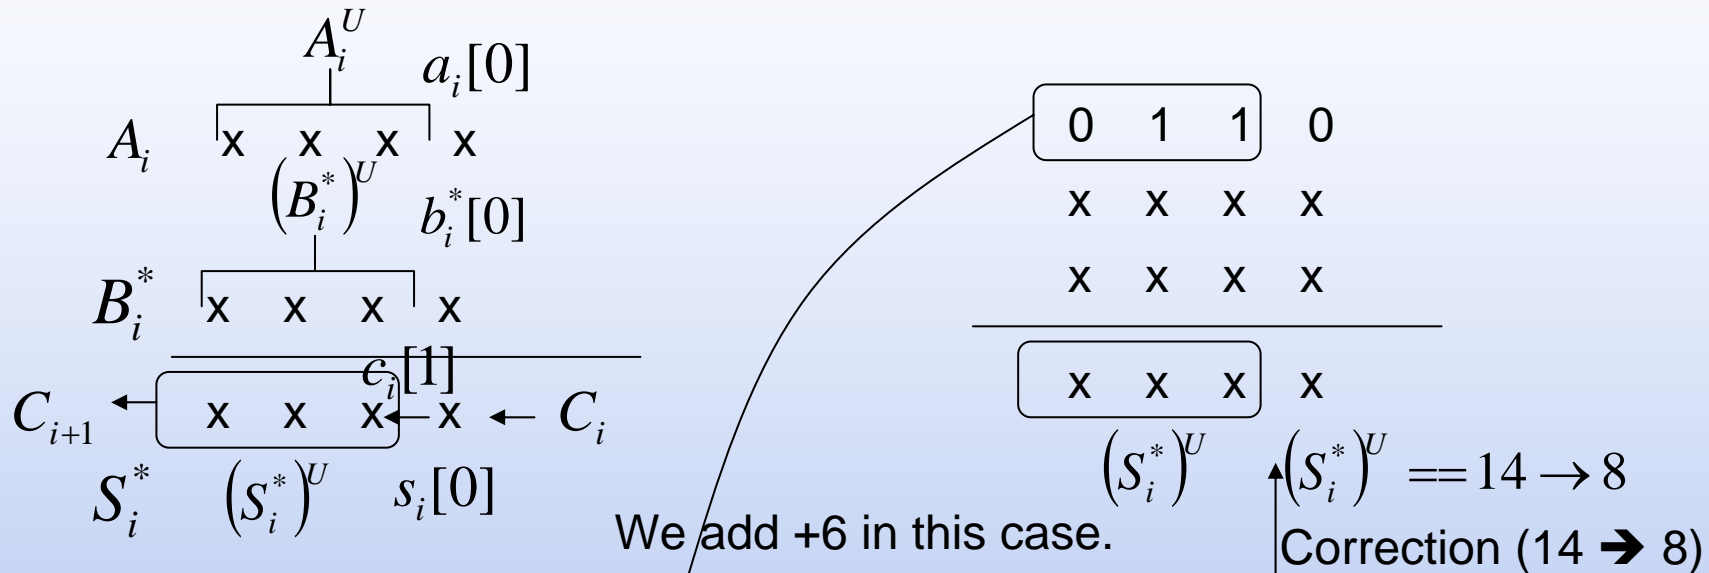 A_i^U
a_i[0]
A_i x x x x
(B_i^*)^U b_i^*[0]
B_i^* x x x x
c_i[1]
C_{i+1} ← x x x ← x ← C_i
S_i^* (S_i^*)^U s_i[0]
0 1 1 0
x x x x
x x x x
x x x x
(S_i^*)^U (S_i^*)^U == 14 → 8
We add +6 in this case.
Correction (14 ➔ 8)